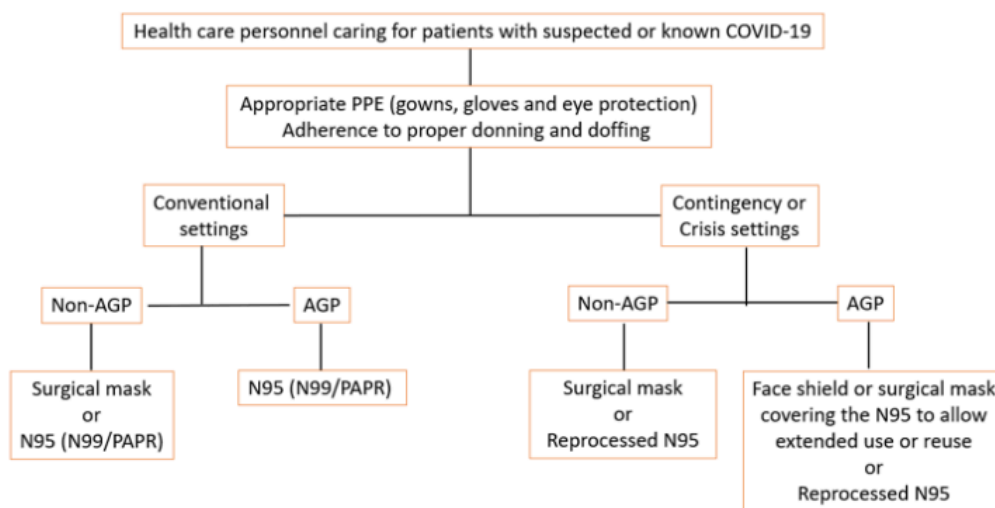 Health care personnel caring for patients with suspected or known COVID-19
Appropriate PPE (gowns, gloves and eye protection)
Adherence to proper donning and doffing
Conventional
settings
Contingency or
Crisis settings
Non-AGP
AGP
Non-AGP
AGP
Surgical mask
or
N95 (N99/PAPR)
N95 (N99/PAPR)
Surgical mask
or
Reprocessed N95
Face shield or surgical mask
covering the N95 to allow
extended use or reuse
or
Reprocessed N95